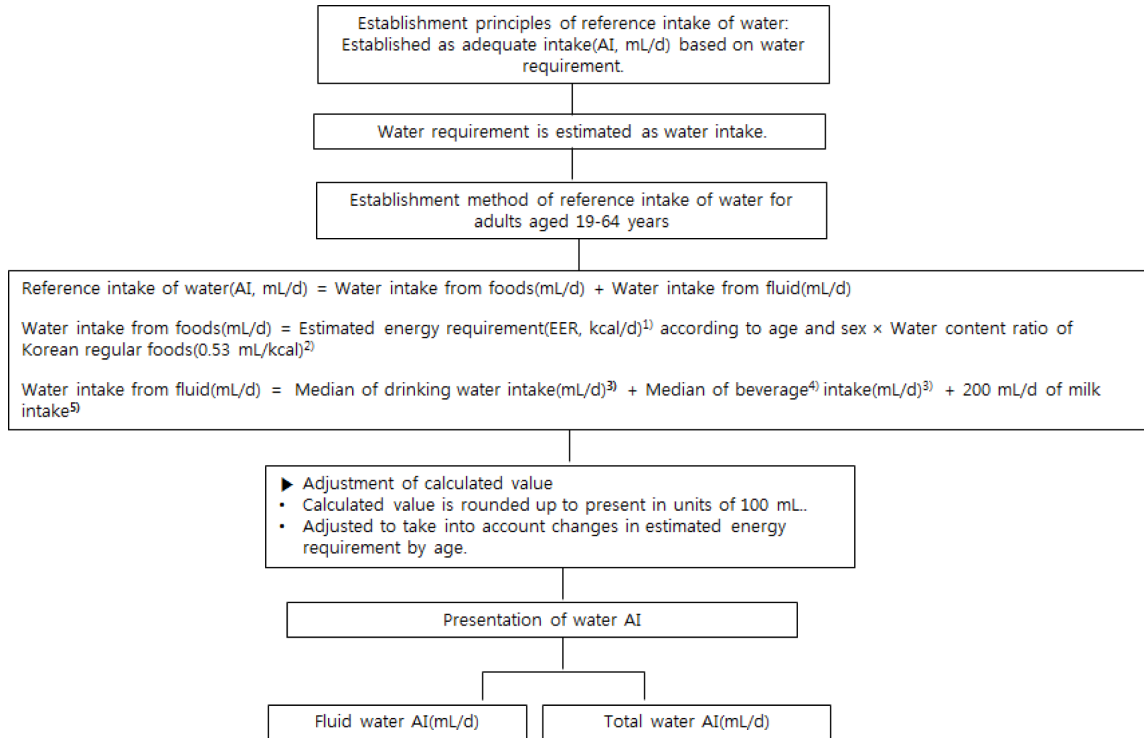 Establishment principles of reference intake of water:
Established as adequate intake(AI, mL/d) based on water
requirement.
Water requirement is estimated as water intake.
Establishment method of reference intake of water for
adults aged 19-64 years
Reference intake of water(AI, mL/d) = Water intake from foods(mL/d) + Water intake from fluid(mL/d)
Water intake from foods(mL/d) = Estimated energy requirement(EER, kcal/d)1) according to age and sex × Water content ratio of
Korean regular foods(0.53 mL/kcal)2)
Water intake from fluid(mL/d) = Median of drinking water intake(mL/d)3) + Median of beverage4) intake(mL/d)3) + 200 mL/d of milk
intake5)
▶ Adjustment of calculated value
• Calculated value is rounded up to present in units of 100 mL..
• Adjusted to take into account changes in estimated energy
requirement by age.
Presentation of water AI
Fluid water AI(mL/d)
Total water AI(mL/d)